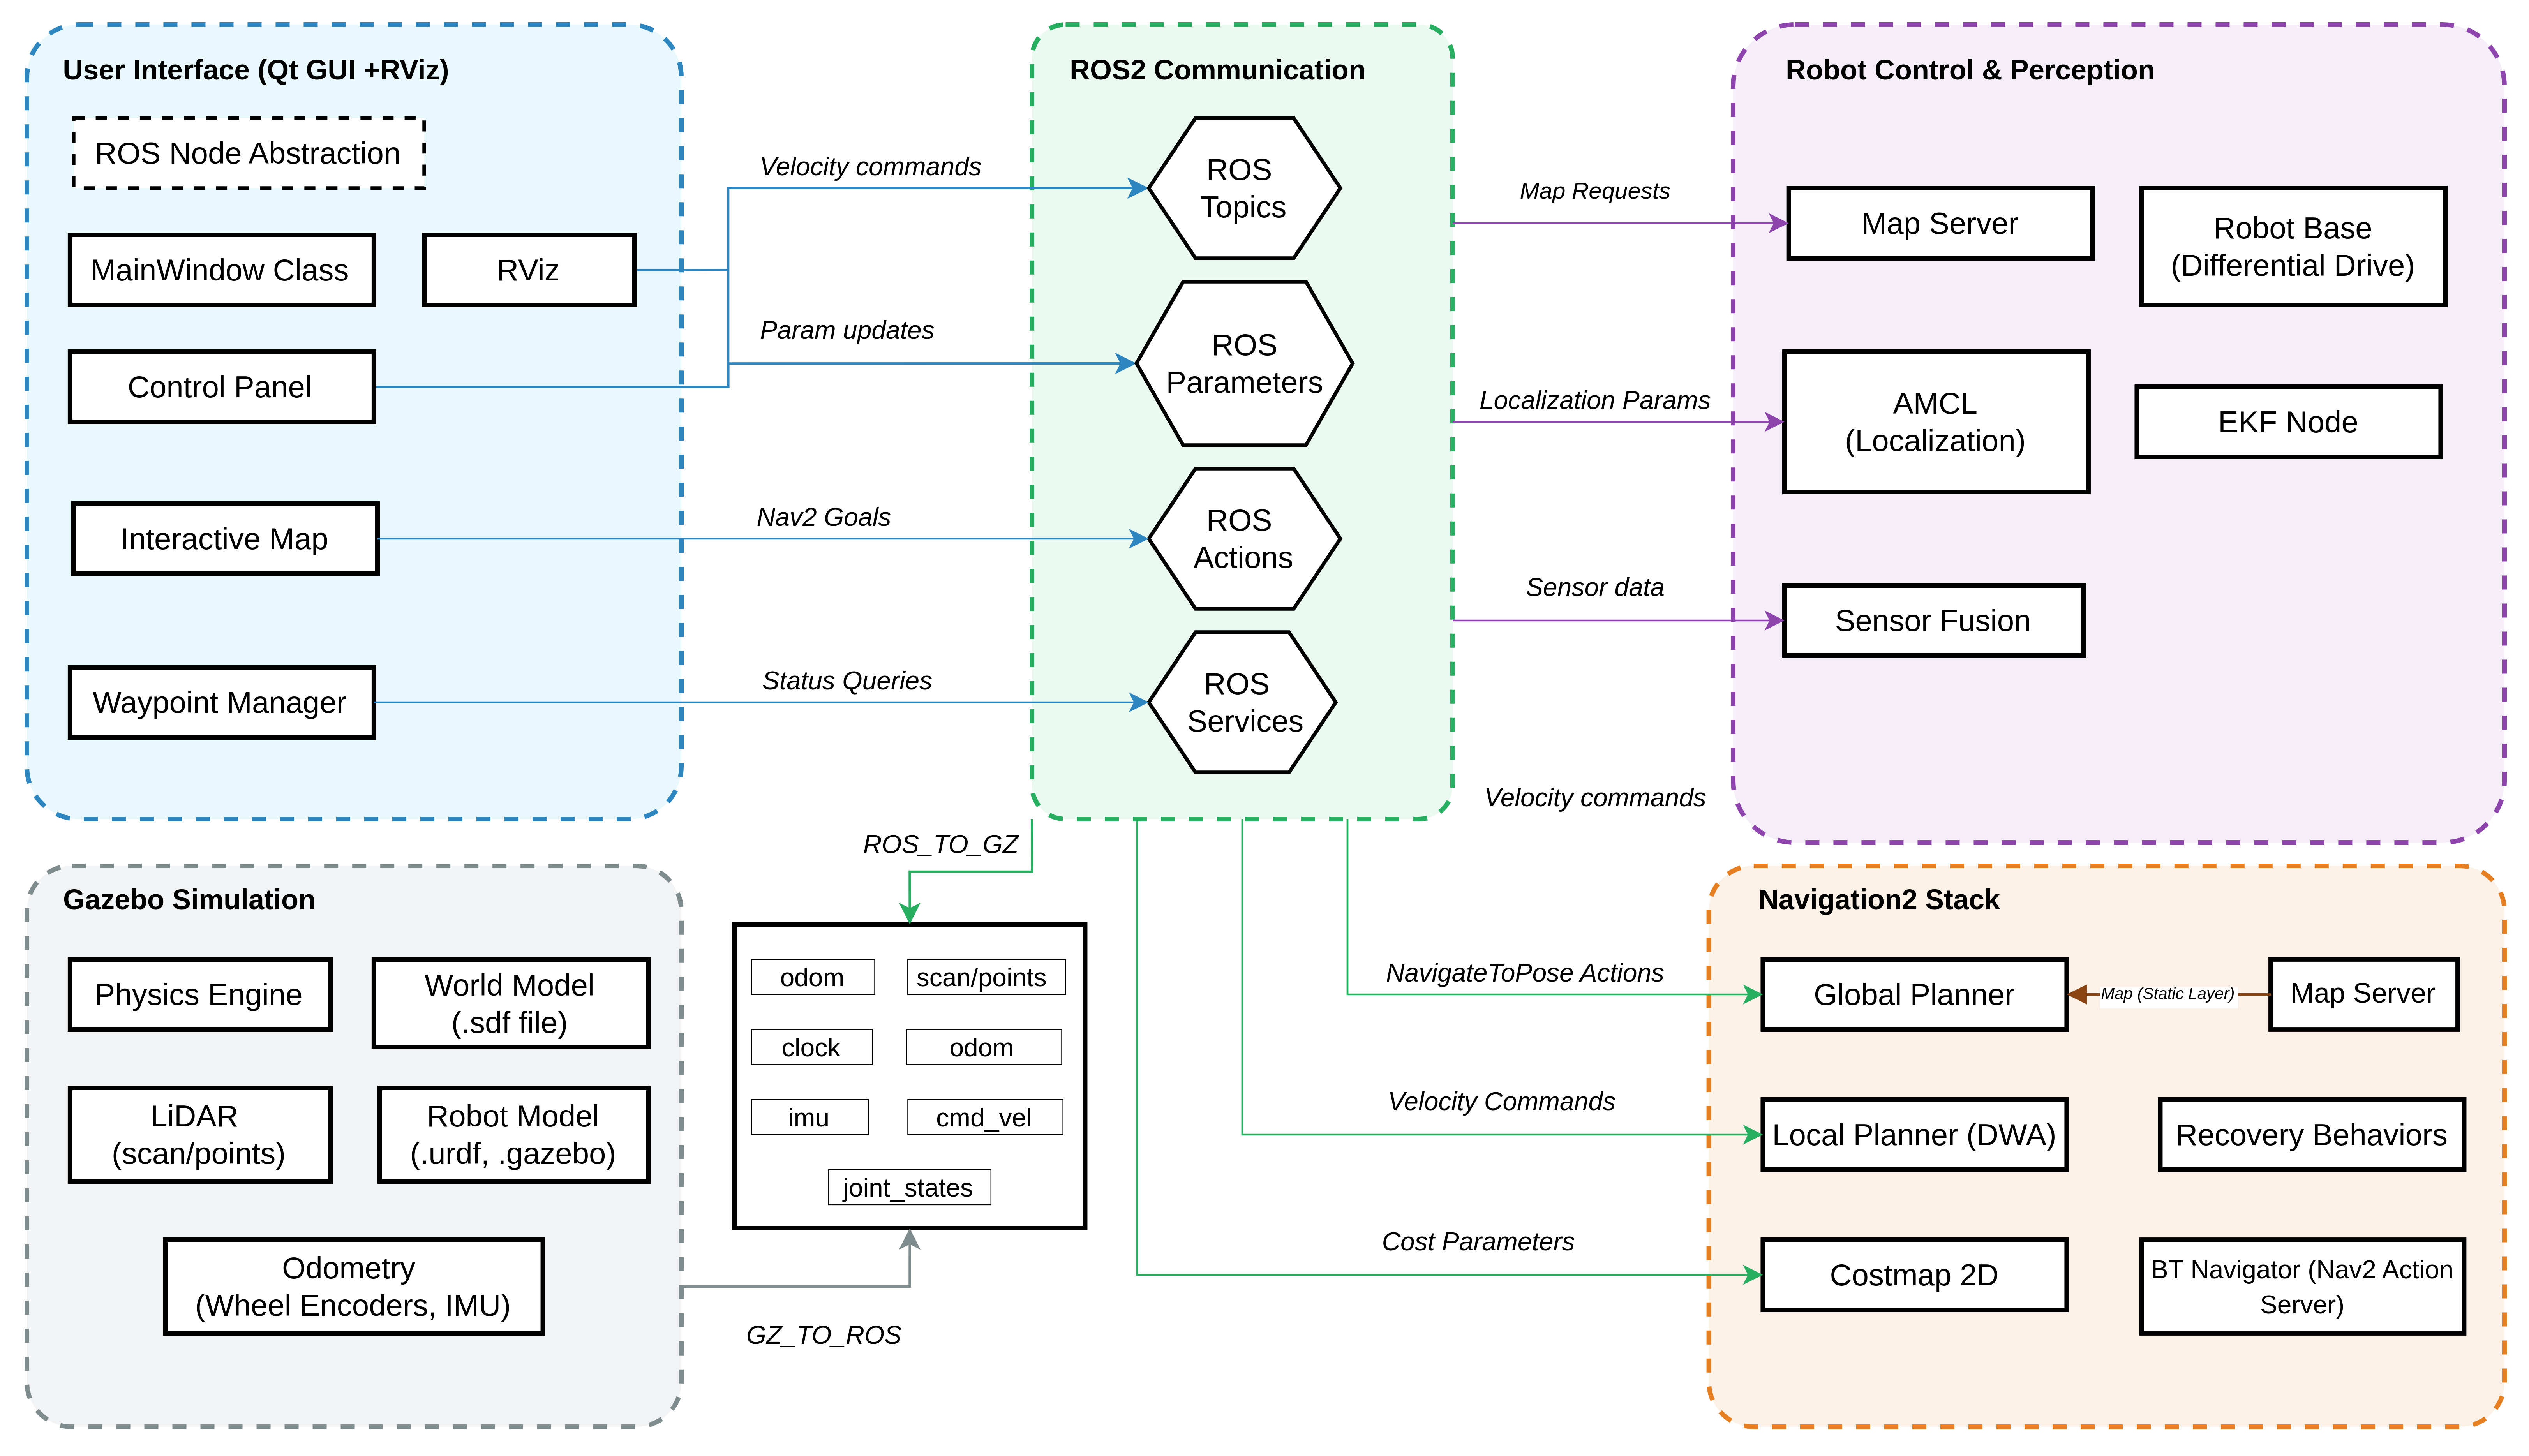 User Interface (Qt GUI +RViz)
ROS Node Abstraction
MainWindow Class
RViz
Control Panel
Interactive Map
Waypoint Manager
Velocity commands
Param updates
Nav2 Goals
Status Queries
ROS2 Communication
ROS
Topics
ROS
Parameters
ROS
Actions
ROS
Services
Map Requests
Localization Params
Sensor data
Velocity commands
Robot Control & Perception
Map Server
Robot Base
(Differential Drive)
AMCL
(Localization)
EKF Node
Sensor Fusion
Gazebo Simulation
Physics Engine
World Model
(.sdf file)
LiDAR
(scan/points)
Robot Model
(.urdf, .gazebo)
Odometry
(Wheel Encoders, IMU)
ROS_TO_GZ
odom
scan/points
clock
odom
imu
cmd_vel
joint_states
GZ_TO_ROS
NavigateToPose Actions
Velocity Commands
Cost Parameters
Navigation2 Stack
Global Planner
Map (Static Layer)
Map Server
Local Planner (DWA)
Recovery Behaviors
Costmap 2D
BT Navigator (Nav2 Action
Server)